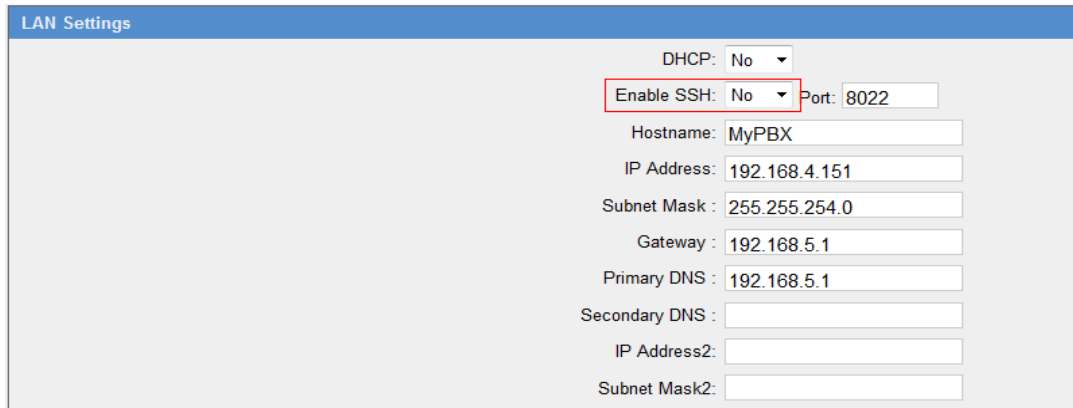 LAN Settings
DHCP: No
Enable SSH: No Port: 8022
Hostname: MyPBX
IP Address: 192.168.4.151
Subnet Mask : 255.255.254.0
Gateway : 192.168.5.1
Primary DNS : 192.168.5.1
Secondary DNS :
IP Address2:
Subnet Mask2: